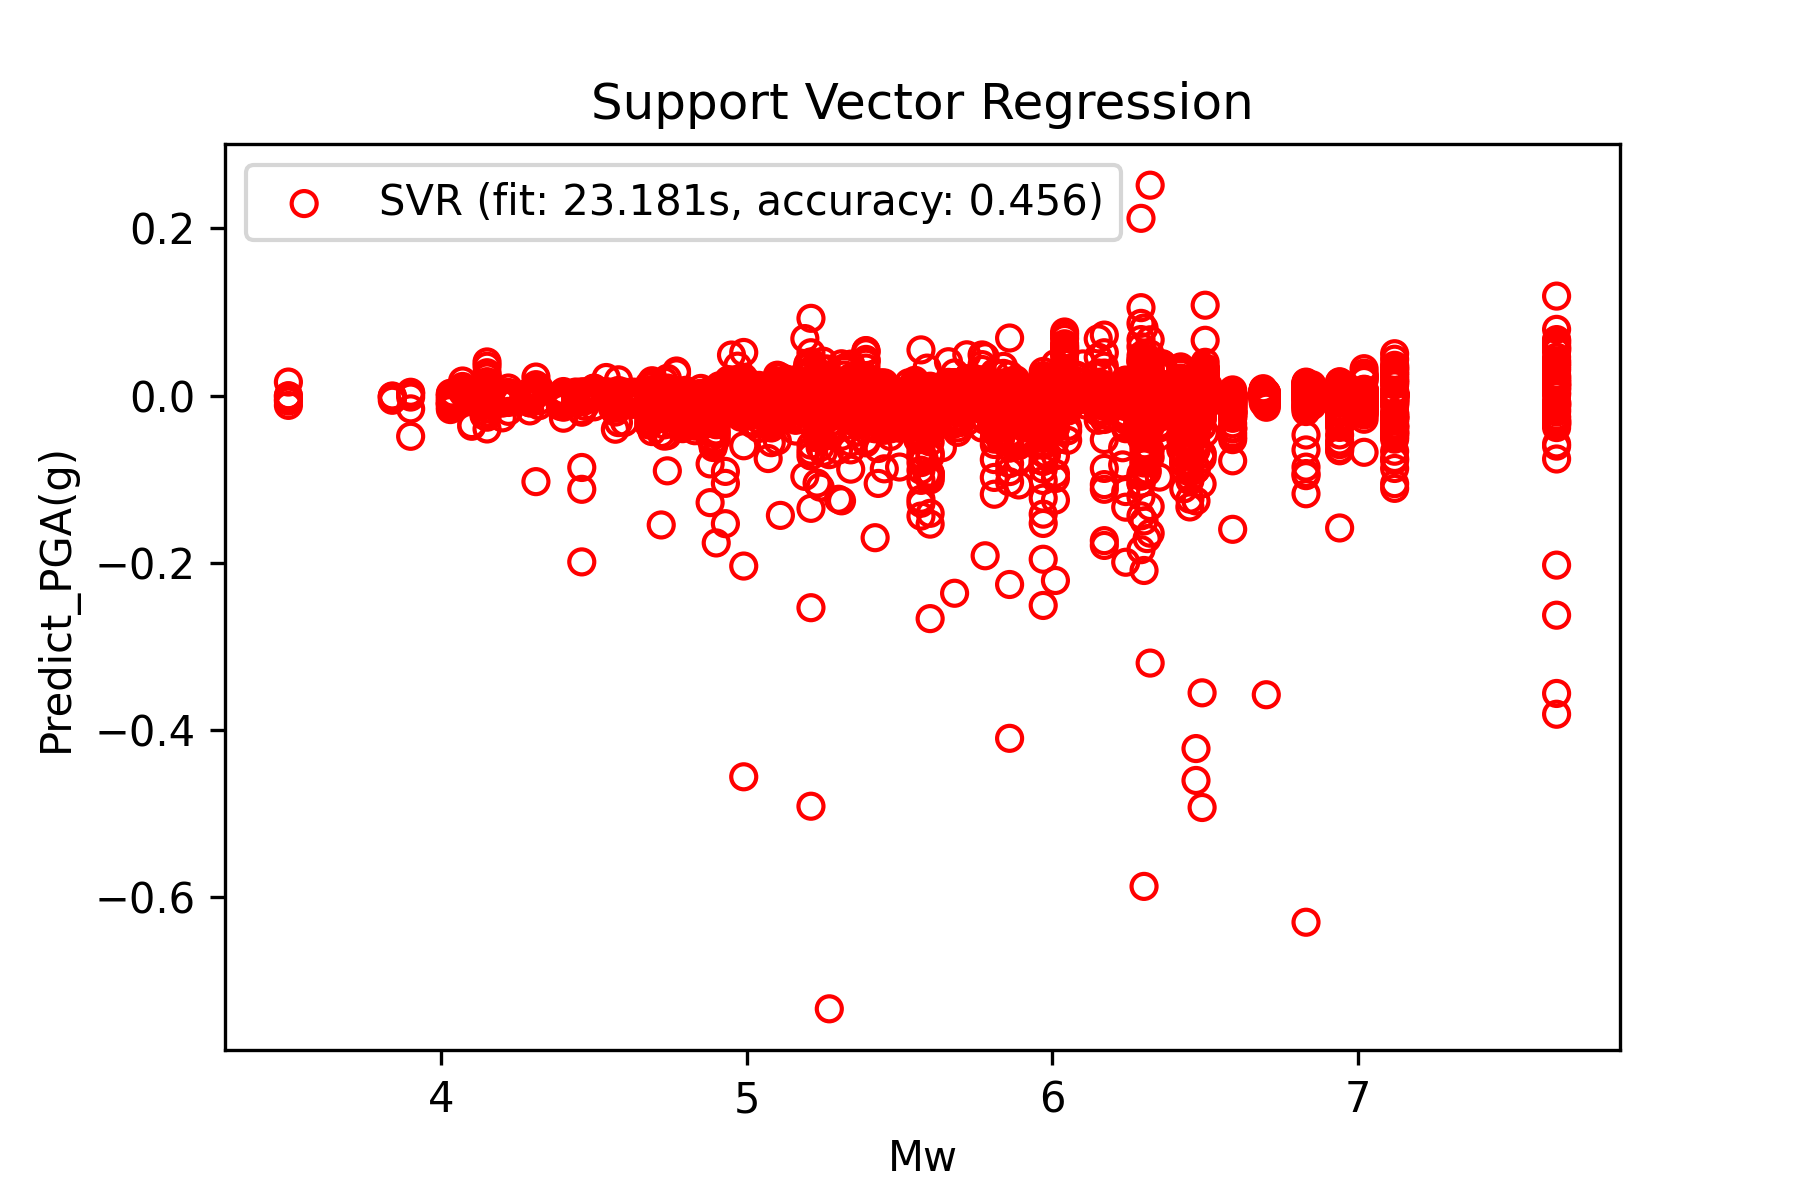 Support Vector Regression
SVR (fit: 23.181s, accuracy: 0.456)
0.2
0.0
−0.2
−0.4
−0.6
Predict_PGA(g)
4 5 6 7
Mw